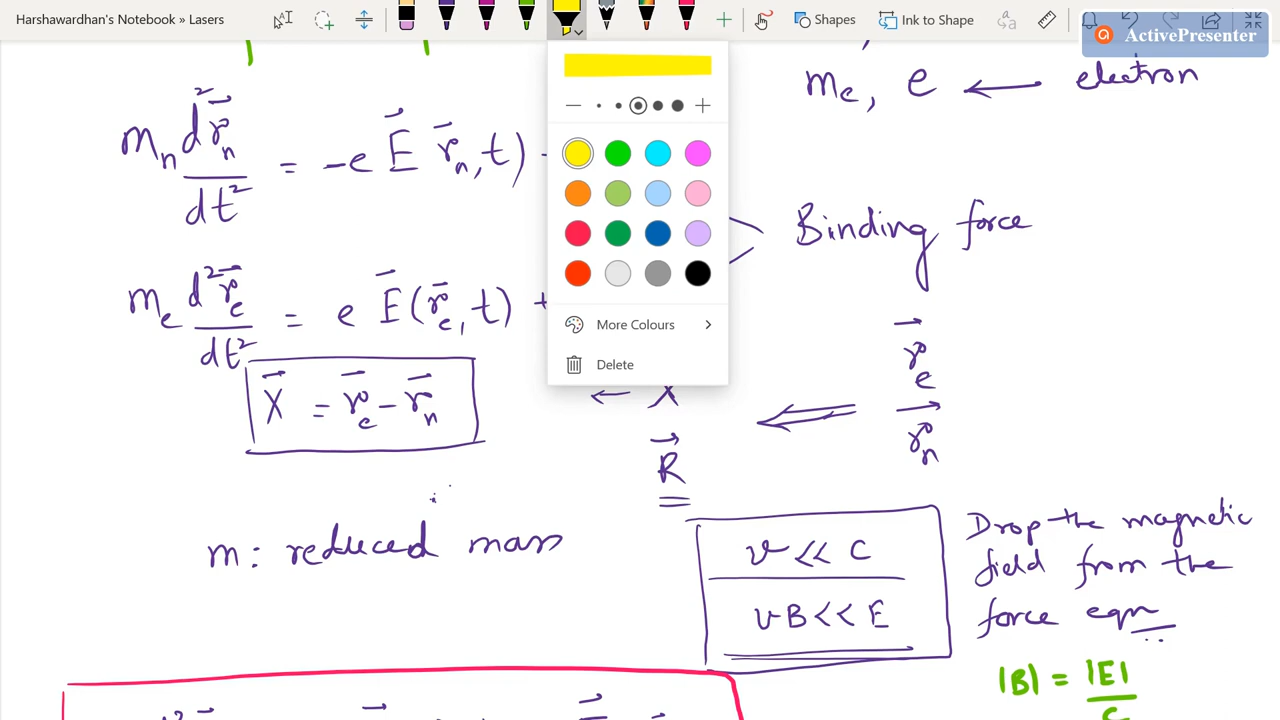 Harshawardhan's Notebook » Lasers
Shapes
Ink to Shape
ActivePresenter
m_e, e ← electron
m_n d²r⃗_n/dt² = -e E⃗ r⃗_n, t) -
Binding force
m_e d²r⃗_e/dt² = e E⃗(r⃗_e, t) +
More Colours
Delete
X⃗ = r⃗_e - r⃗_n
← X
r⃗_e
R⃗
⇐
r⃗_n
m: reduced mass
v << c
vB << E
Drop the magnetic
field from the
force eqn
|B| = |E|/c